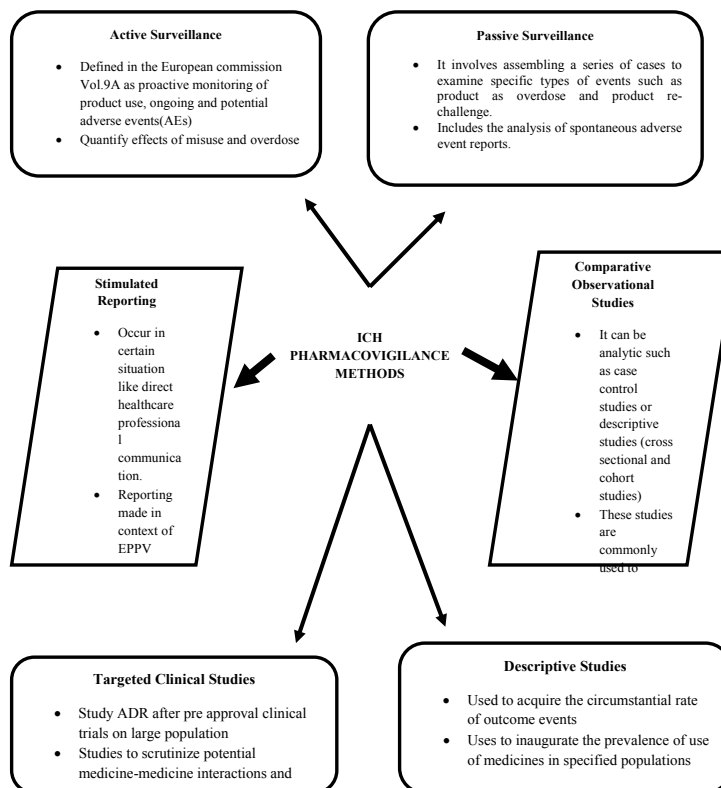 Active Surveillance
• Defined in the European commission
Vol.9A as proactive monitoring of
product use, ongoing and potential
adverse events(AEs)
• Quantify effects of misuse and overdose
Passive Surveillance
• It involves assembling a series of cases to
examine specific types of events such as
product as overdose and product re-
challenge.
• Includes the analysis of spontaneous adverse
event reports.
Stimulated
Reporting
• Occur in
certain
situation
like direct
healthcare
professiona
l
communica
tion.
• Reporting
made in
context of
EPPV
ICH
PHARMACOVIGILANCE
METHODS
Comparative
Observational
Studies
• It can be
analytic such
as case
control
studies or
descriptive
studies (cross
sectional and
cohort
studies)
• These studies
are
commonly
used to
Targeted Clinical Studies
• Study ADR after pre approval clinical
trials on large population
• Studies to scrutinize potential
medicine-medicine interactions and
Descriptive Studies
• Used to acquire the circumstantial rate
of outcome events
• Uses to inaugurate the prevalence of use
of medicines in specified populations